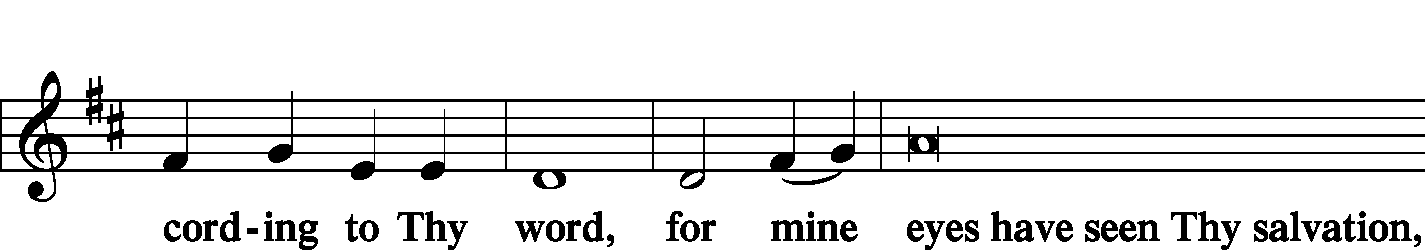 cord-ing to Thy word, for mine eyes have seen Thy salvation,